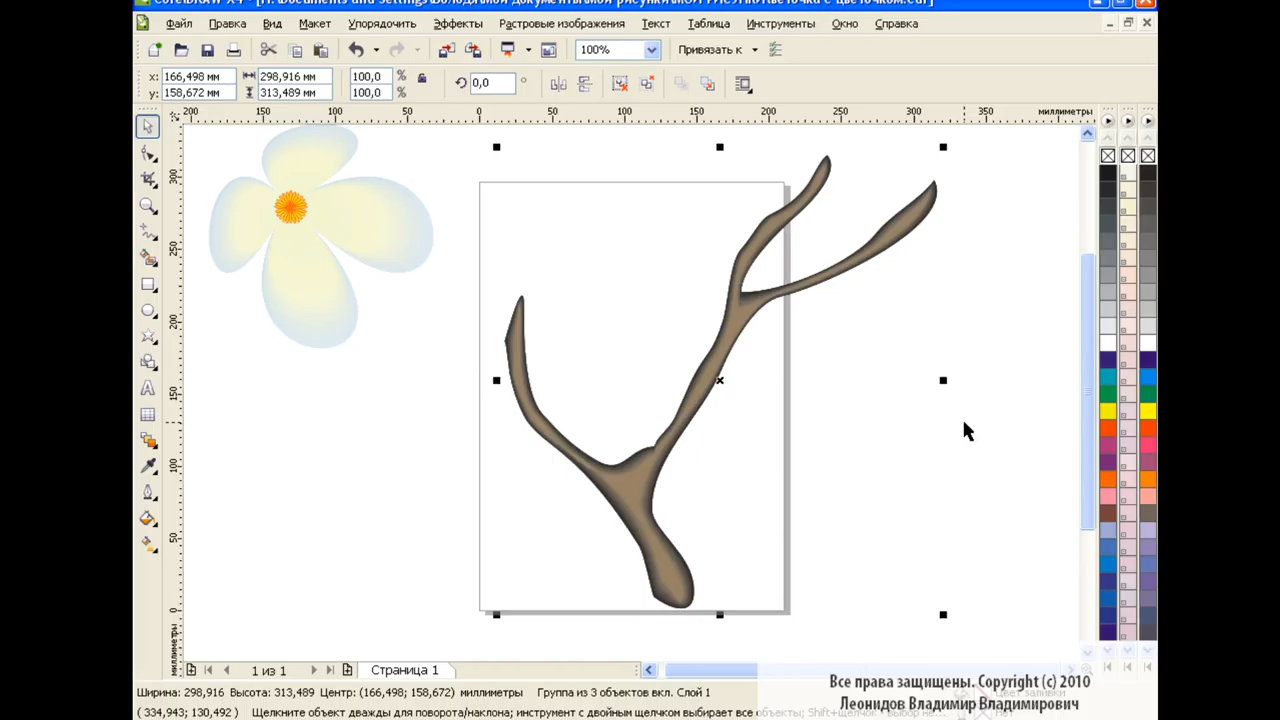 Файл Правка Вид Макет Упорядочить Эффекты Растровые изображения Текст Таблица Инструменты Окно Справка
100% Привязать к
x: 166,498 мм 298,916 мм 100,0 % 0,0 °
y: 158,672 мм 313,489 мм 100,0 %
200 150 100 50 0 50 100 150 200 250 300 350 миллиметры
300
250
200
150
100
50
0
миллиметры
1 из 1 Страница 1
Ширина: 298,916 Высота: 313,489 Центр: (166,498; 158,672) миллиметры Группа из 3 объектов вкл. Слой 1
( 334,943; 130,492 ) Щелкните объект дважды для поворота/наклона; инструмент с двойным щелчком выбирает все объекты;
Все права защищены. Copyright (c) 2010
Леонидов Владимир Владимирович